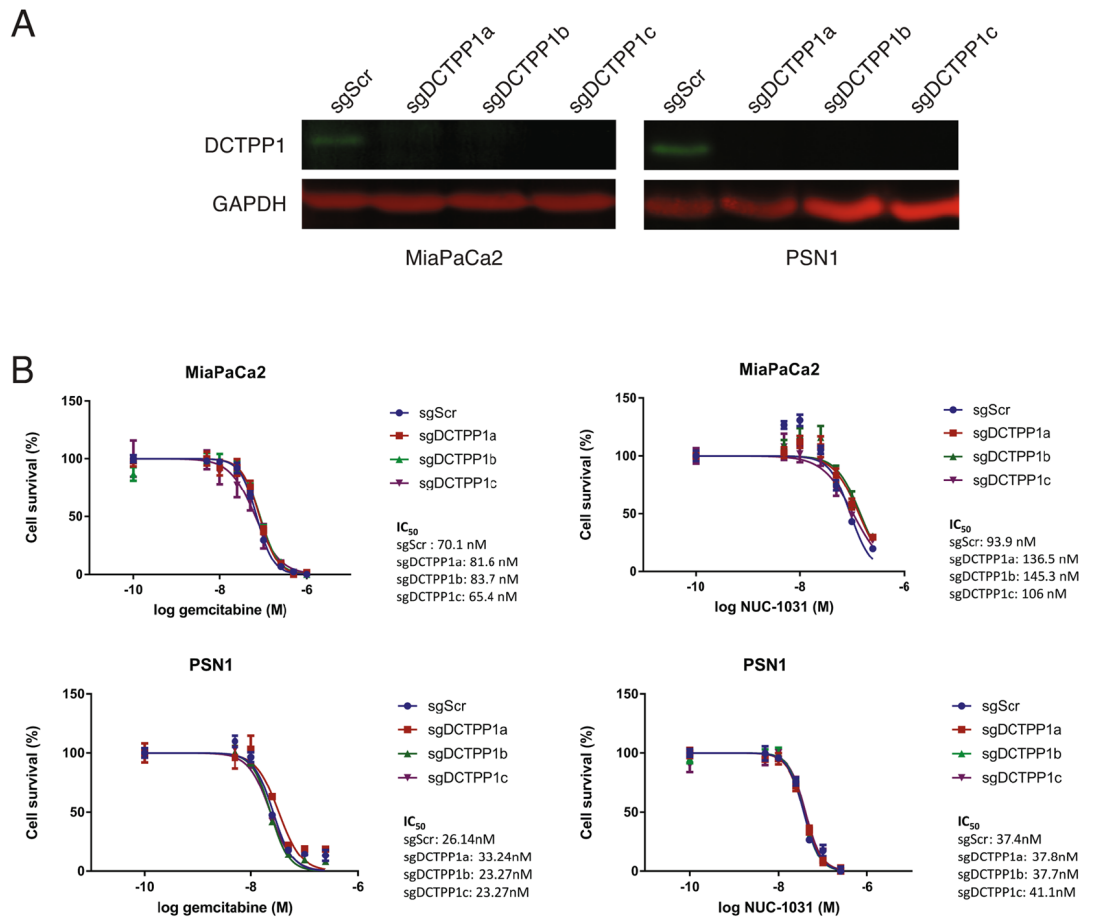 A
sgScr sgDCTPP1a sgDCTPP1b sgDCTPP1c sgScr sgDCTPP1a sgDCTPP1b sgDCTPP1c
DCTPP1
GAPDH
MiaPaCa2 PSN1
B
MiaPaCa2
150
100
50
0
-10 -8 -6
Cell survival (%)
log gemcitabine (M)
sgScr
sgDCTPP1a
sgDCTPP1b
sgDCTPP1c
IC50
sgScr : 70.1 nM
sgDCTPP1a: 81.6 nM
sgDCTPP1b: 83.7 nM
sgDCTPP1c: 65.4 nM
MiaPaCa2
150
100
50
0
-10 -8 -6
Cell survival (%)
log NUC-1031 (M)
sgScr
sgDCTPP1a
sgDCTPP1b
sgDCTPP1c
IC50
sgScr: 93.9 nM
sgDCTPP1a: 136.5 nM
sgDCTPP1b: 145.3 nM
sgDCTPP1c: 106 nM
PSN1
150
100
50
0
-10 -8 -6
Cell survival (%)
log gemcitabine (M)
sgScr
sgDCTPP1a
sgDCTPP1b
sgDCTPP1c
IC50
sgScr: 26.14nM
sgDCTPP1a: 33.24nM
sgDCTPP1b: 23.27nM
sgDCTPP1c: 23.27nM
PSN1
150
100
50
0
-10 -8 -6
Cell survival (%)
log NUC-1031 (M)
sgScr
sgDCTPP1a
sgDCTPP1b
sgDCTPP1c
IC50
sgScr: 37.4nM
sgDCTPP1a: 37.8nM
sgDCTPP1b: 37.7nM
sgDCTPP1c: 41.1nM